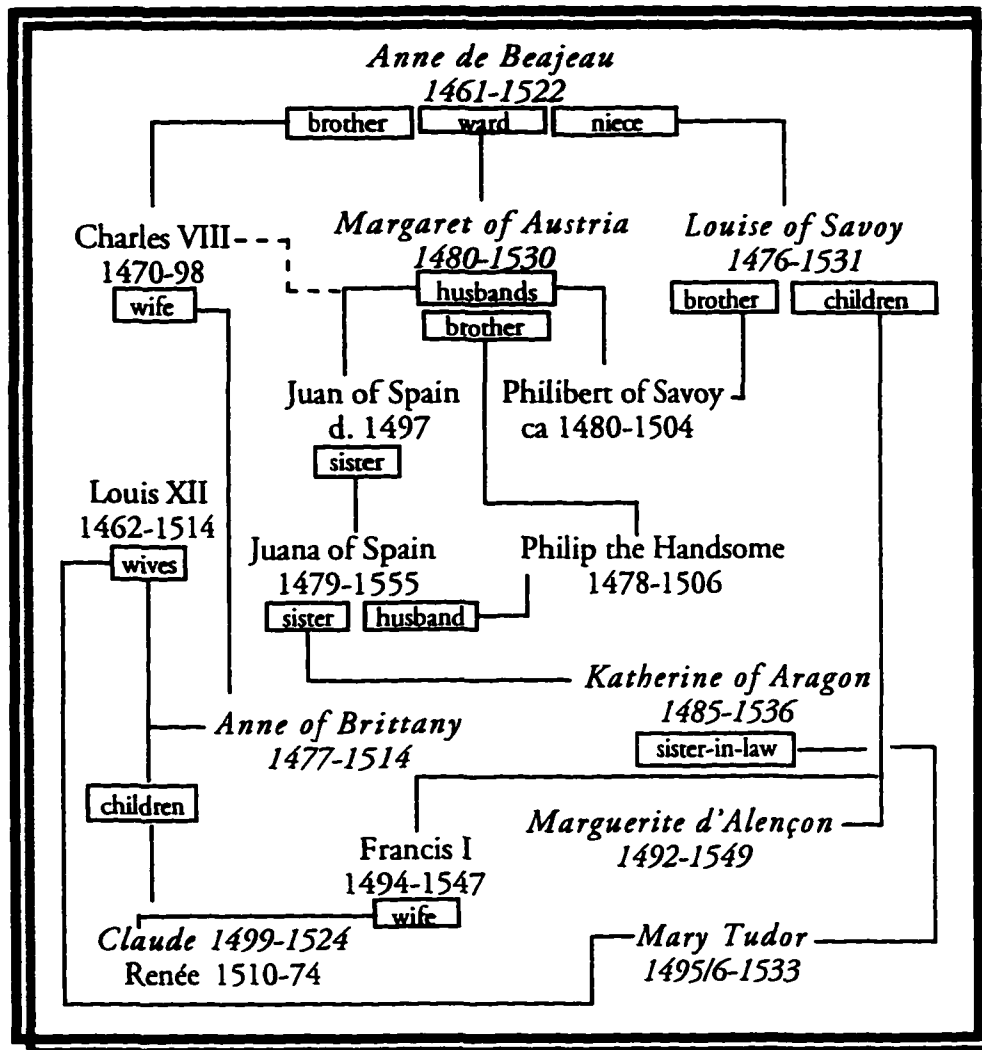 Anne de Beajeau
1461-1522
brother ward niece
Charles VIII
1470-98
wife
Margaret of Austria
1480-1530
husbands
brother
Louise of Savoy
1476-1531
brother children
Juan of Spain
d. 1497
sister
Philibert of Savoy
ca 1480-1504
Louis XII
1462-1514
wives
Juana of Spain
1479-1555
sister husband
Philip the Handsome
1478-1506
Katherine of Aragon
1485-1536
sister-in-law
Anne of Brittany
1477-1514
children
Marguerite d'Alençon
1492-1549
Francis I
1494-1547
wife
Claude 1499-1524
Renée 1510-74
Mary Tudor
1495/6-1533